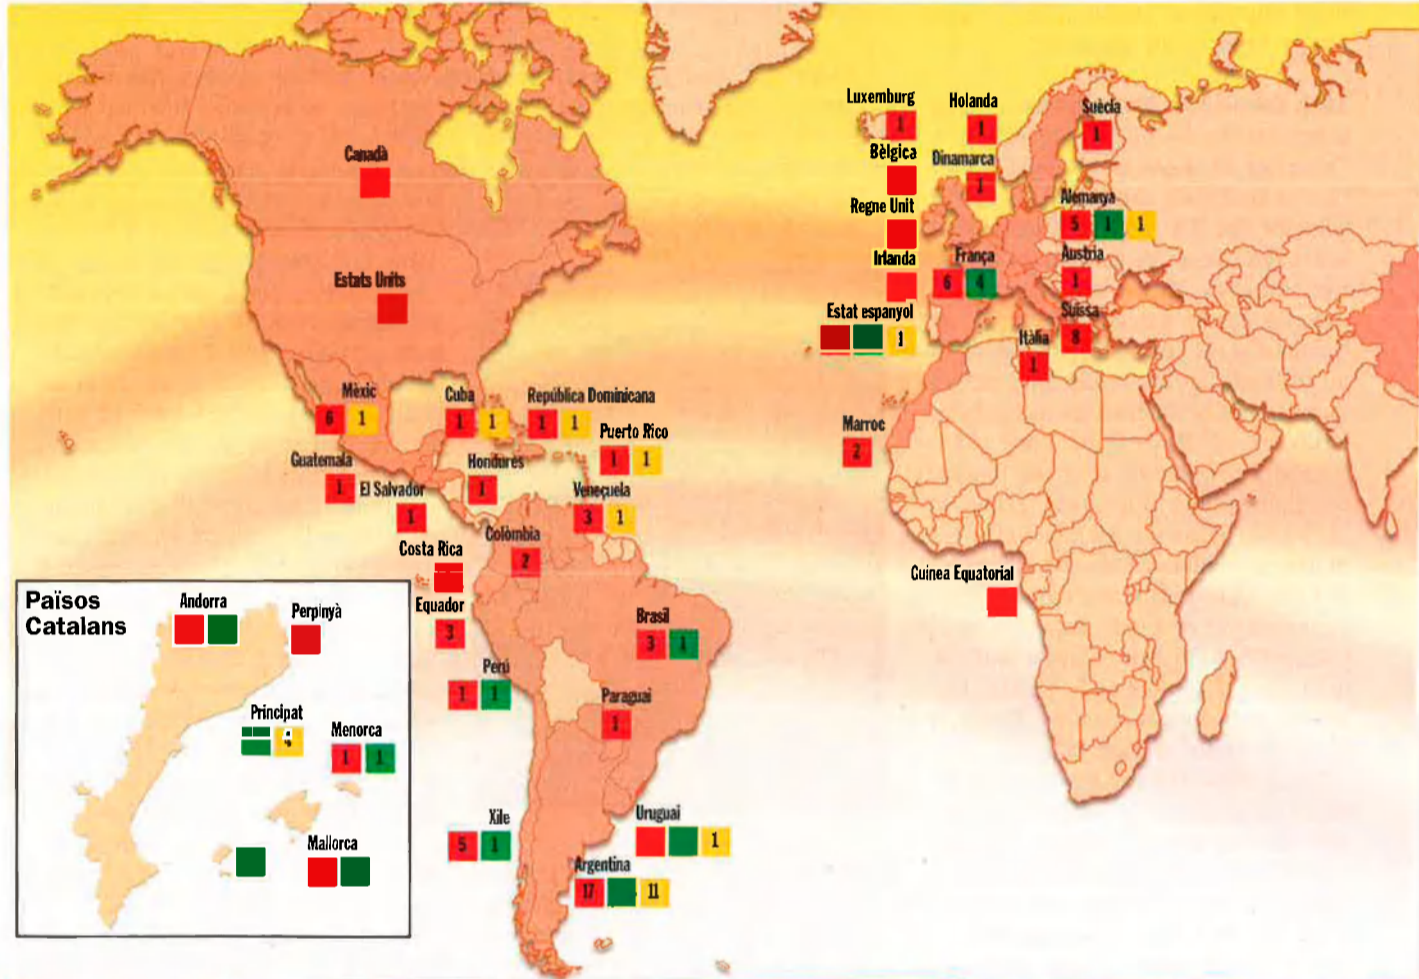 Canadà
Estats Units
Mèxic
6 1
Cuba
1 1
República Dominicana
1 1
Puerto Rico
1 1
Guatemala
1
El Salvador
1
Hondures
1
Veneçuela
3 1
Colòmbia
2
Costa Rica
Equador
3
Perú
1 1
Brasil
3 1
Paraguai
1
Xile
5 1
Uruguai
1
Argentina
17 11
Luxemburg
1
Holanda
1
Suècia
1
Bèlgica
Dinamarca
1
Regne Unit
Alemanya
5 1 1
Irlanda
França
6 4
Àustria
1
Estat espanyol
Suïssa
8
Itàlia
1
Marroc
2
Guinea Equatorial
Països
Catalans
Andorra
Perpinyà
Principat
Menorca
1 1
Mallorca